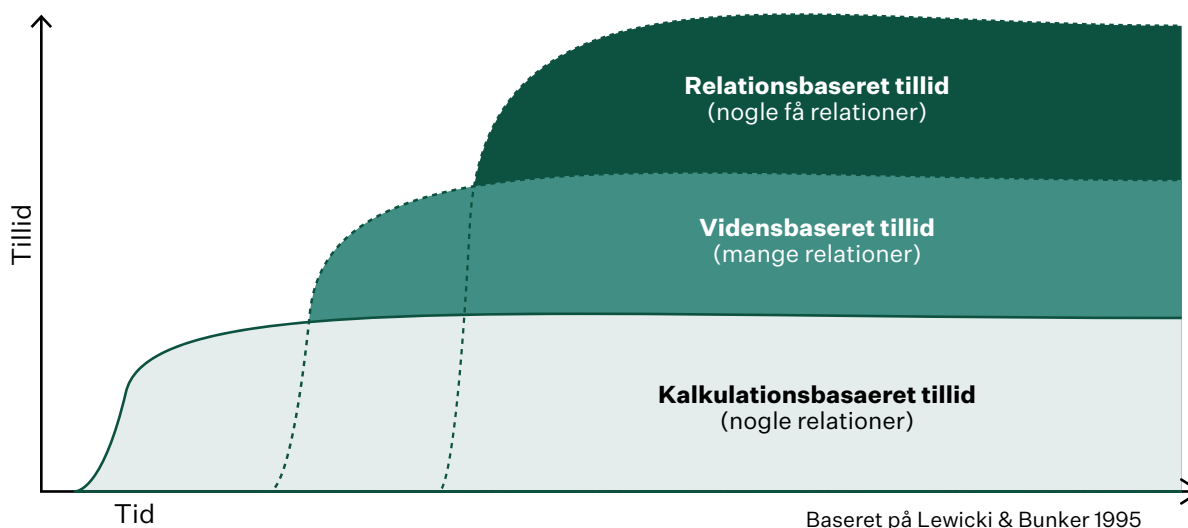 Relationsbaseret tillid
(nogle få relationer)
Vidensbaseret tillid
(mange relationer)
Tillid
Kalkulationsbasaeret tillid
(nogle relationer)
Tid
Baseret på Lewicki & Bunker 1995